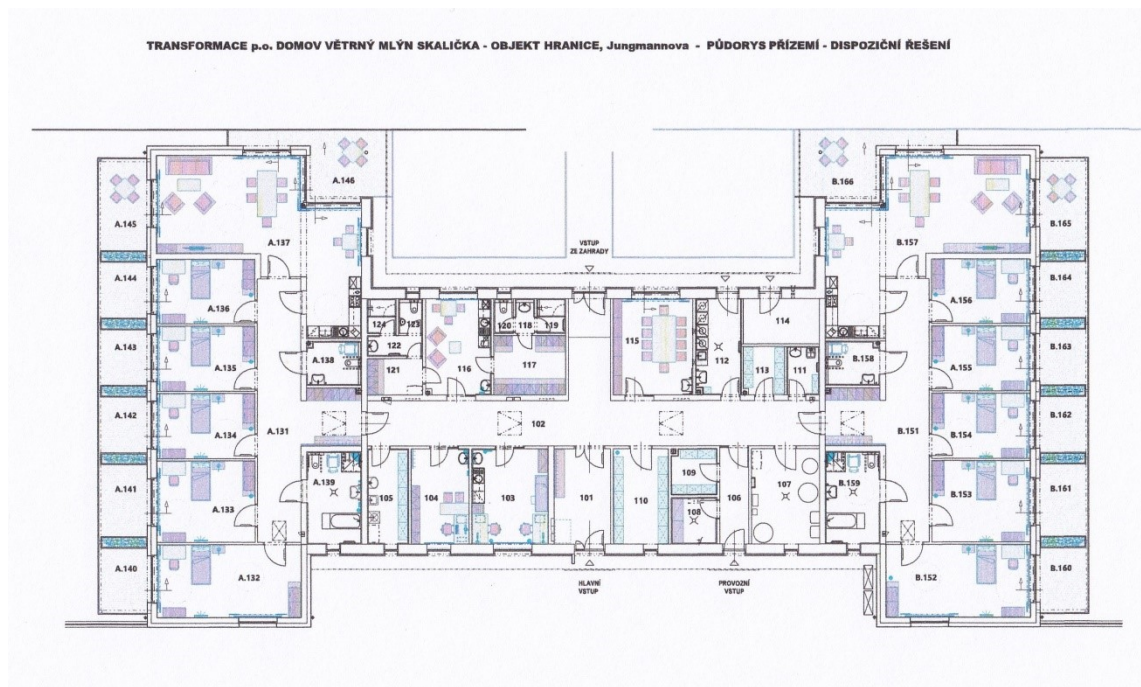 TRANSFORMACE p.o. DOMOV VĚTRNÝ MLÝN SKALIČKA - OBJEKT HRANICE, Jungmannova - PŮDORYS PŘÍZEMÍ - DISPOZIČNÍ ŘEŠENÍ
A.146
B.166
A.145
A.137
VSTUP
ZE ZAHRADY
B.157
B.165
A.144
A.136
B.156
B.164
124
123
120
118
119
114
A.143
A.135
A.138
122
121
116
117
115
112
113
111
B.158
B.155
B.163
A.142
A.134
A.131
102
B.151
B.154
B.162
A.141
A.133
A.139
105
104
103
101
110
109
108
106
107
B.159
B.153
B.161
A.140
A.132
HLAVNÍ
VSTUP
PROVOZNÍ
VSTUP
B.152
B.160